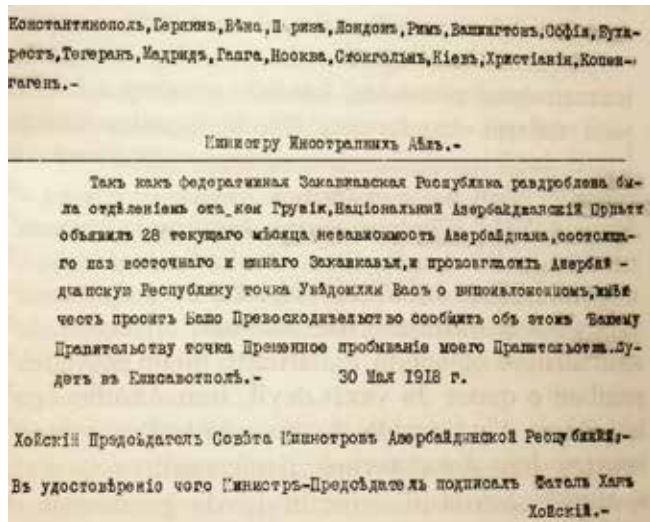 Константинополь, Берлинъ, Вѣна, Парижъ, Лондонъ, Римъ, Вашингтонъ, Софія, Буха-
рестъ, Тегеранъ, Мадридъ, Гаага, Москва, Стокгольмъ, Кіевъ, Христіанія, Копен-
гагенъ.-
Министру Иностранныхъ Дѣлъ.-
Такъ какъ федеративная Закавказская Республика раздроблена бы-
ла отдѣленіемъ отъ неи Грузіи, Національный Азербайджанскій
объявилъ 28 текущаго мѣсяца независимость Азербайджана, состояща-
го изъ восточнаго и южнаго Закавказья, и провозгласилъ Азербай -
джанскую Республику точка Увѣдомляя Васъ о вышеизложенномъ, имѣю
честь просить Ваше Превосходительство сообщить объ этомъ Вашему
Правительству точка Временное пребываніе моего Правительства бу-
детъ въ Елисаветполѣ.- 30 Мая 1918 г.
Хойскій Предсѣдатель Совѣта Министровъ Азербайджанской Республики;-
Въ удостовѣреніе чего Министръ-Предсѣдатель подписалъ Фатали Ханъ
Хойскій.-